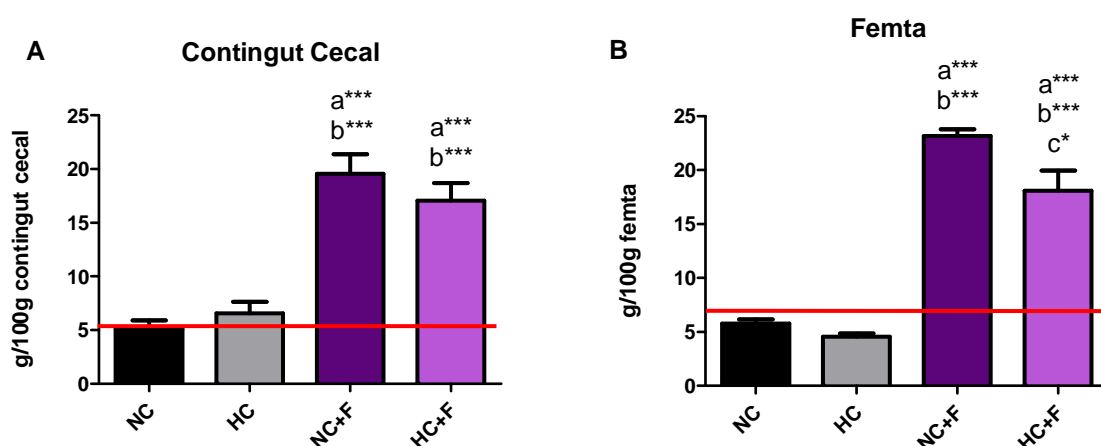 A
Contingut Cecal
a***
b***
a***
b***
g/100g contingut cecal
25
20
15
10
5
0
NC
HC
NC+F
HC+F
B
Femta
a***
b***
a***
b***
c*
g/100g femta
25
20
15
10
5
0
NC
HC
NC+F
HC+F